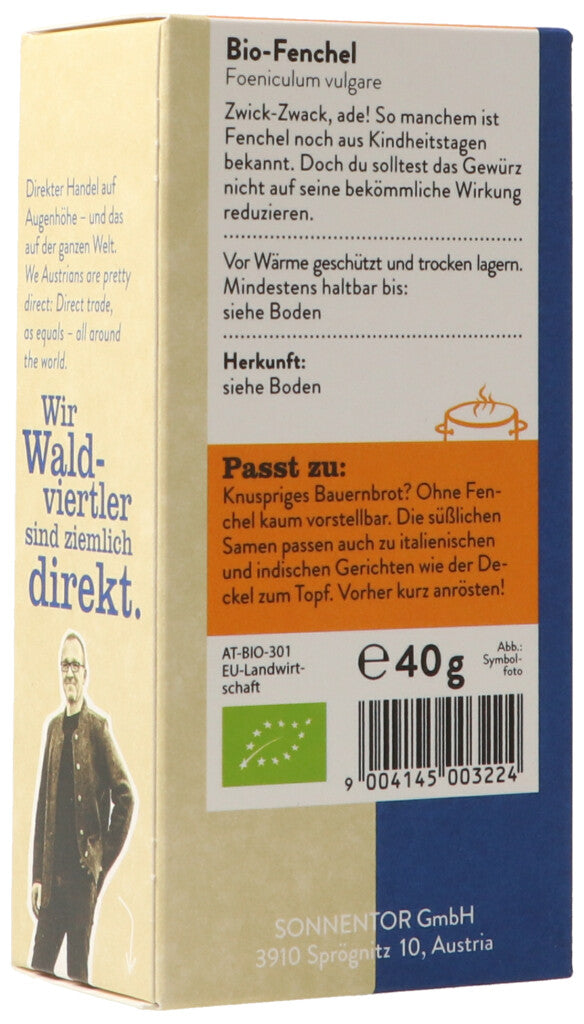 Direkter Handel auf
Augenhöhe – und das
auf der ganzen Welt.
We Austrians are pretty
direct: Direct trade,
as equals – all around
the world.
Wir
Wald-
viertler
sind ziemlich
direkt.
Bio-Fenchel
Foeniculum vulgare
Zwick-Zwack, ade! So manchem ist
Fenchel noch aus Kindheitstagen
bekannt. Doch du solltest das Gewürz
nicht auf seine bekömmliche Wirkung
reduzieren.
Vor Wärme geschützt und trocken lagern.
Mindestens haltbar bis:
siehe Boden
Herkunft:
siehe Boden
Passt zu:
Knuspriges Bauernbrot? Ohne Fen-
chel kaum vorstellbar. Die süßlichen
Samen passen auch zu italienischen
und indischen Gerichten wie der De-
ckel zum Topf. Vorher kurz anrösten!
AT-BIO-301
EU-Landwirt-
schaft
℮ 40 g
Abb.:
Symbol-
foto
9 004145 003224
SONNENTOR GmbH
3910 Sprögnitz 10, Austria